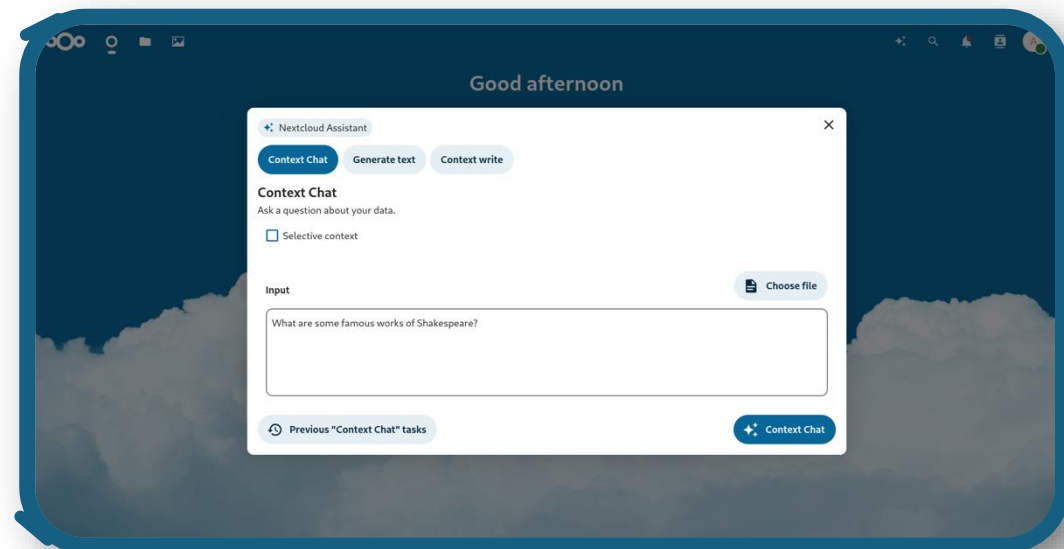 Good afternoon
Nextcloud Assistant
Context Chat Generate text Context write
Context Chat
Ask a question about your data.
Selective context
Input Choose file
What are some famous works of Shakespeare?
Previous "Context Chat" tasks Context Chat